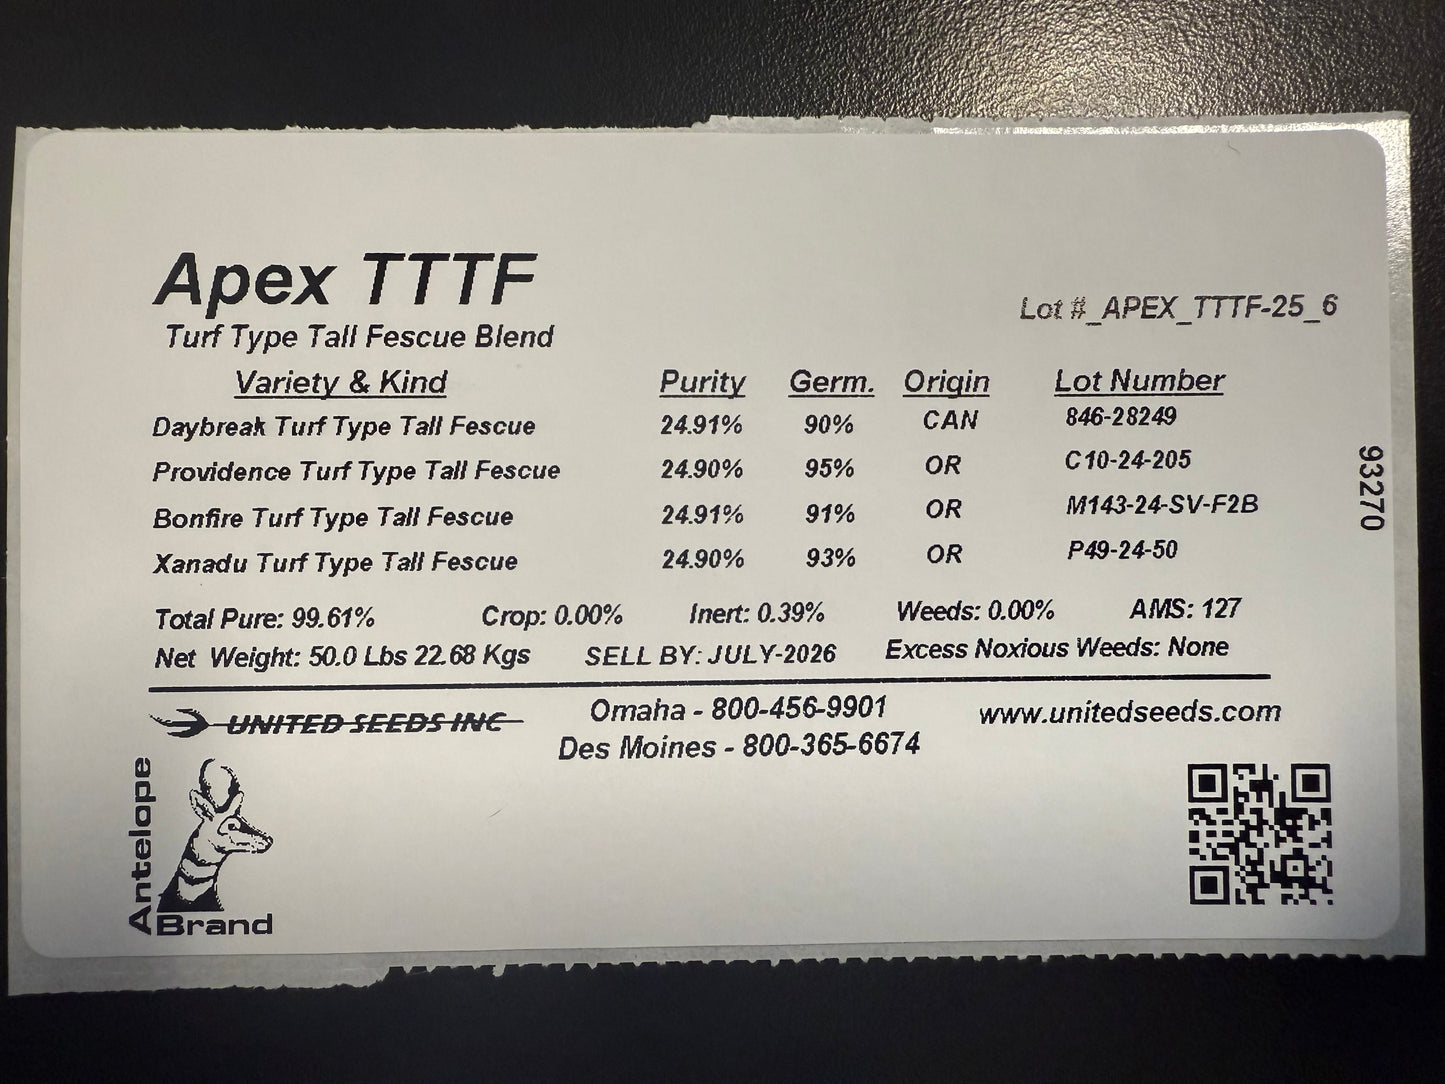 Apex TTTF
Lot #_APEX_TTTF-25_6
Turf Type Tall Fescue Blend
Variety & Kind Purity Germ. Origin Lot Number
Daybreak Turf Type Tall Fescue 24.91% 90% CAN 846-28249
Providence Turf Type Tall Fescue 24.90% 95% OR C10-24-205
Bonfire Turf Type Tall Fescue 24.91% 91% OR M143-24-SV-F2B
Xanadu Turf Type Tall Fescue 24.90% 93% OR P49-24-50
93270
Total Pure: 99.61% Crop: 0.00% Inert: 0.39% Weeds: 0.00% AMS: 127
Net Weight: 50.0 Lbs 22.68 Kgs SELL BY: JULY-2026 Excess Noxious Weeds: None
UNITED SEEDS INC Omaha - 800-456-9901 www.unitedseeds.com
Des Moines - 800-365-6674
Antelope
Brand